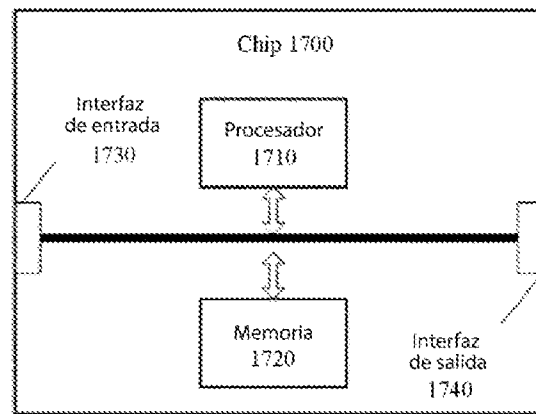 Chip 1700
Interfaz
de entrada
1730
Procesador
1710
Memoria
1720
Interfaz
de salida
1740